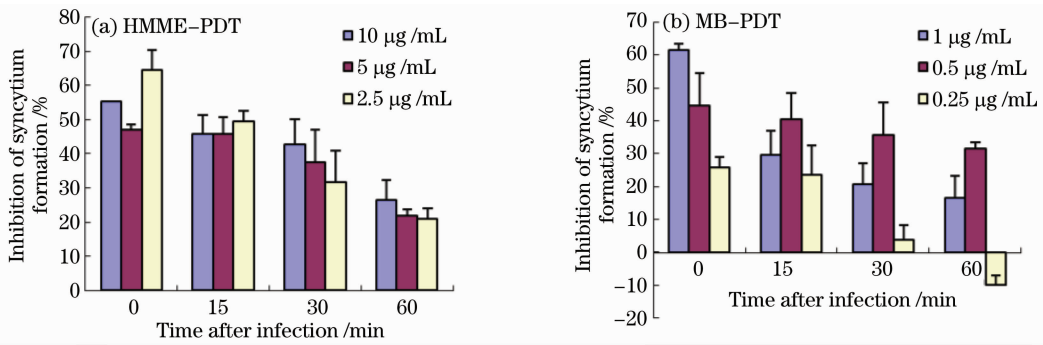 (a) HMME-PDT
10 μg /mL
5 μg /mL
2.5 μg /mL
Inhibition of syncytium
formation /%
80
70
60
50
40
30
20
10
0
0 15 30 60
Time after infection /min
(b) MB-PDT
1 μg /mL
0.5 μg /mL
0.25 μg /mL
Inhibition of syncytium
formation /%
70
60
50
40
30
20
10
0
-10
-20
0 15 30 60
Time after infection /min